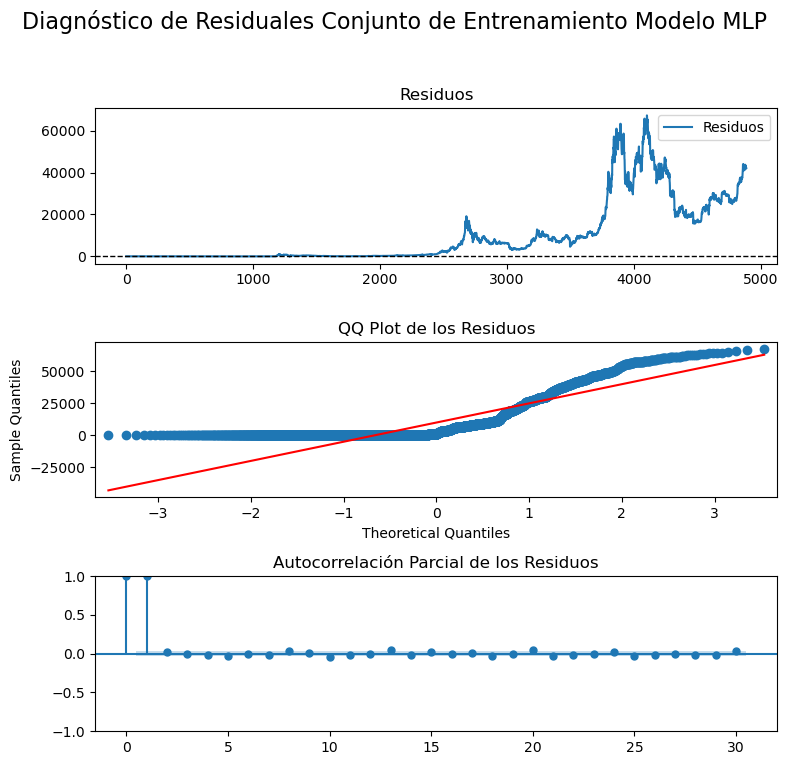 Diagnóstico de Residuales Conjunto de Entrenamiento Modelo MLP
Residuos
Residuos
60000
40000
20000
0
0 1000 2000 3000 4000 5000
QQ Plot de los Residuos
Sample Quantiles
50000
25000
0
−25000
−3 −2 −1 0 1 2 3
Theoretical Quantiles
Autocorrelación Parcial de los Residuos
1.0
0.5
0.0
−0.5
−1.0
0 5 10 15 20 25 30